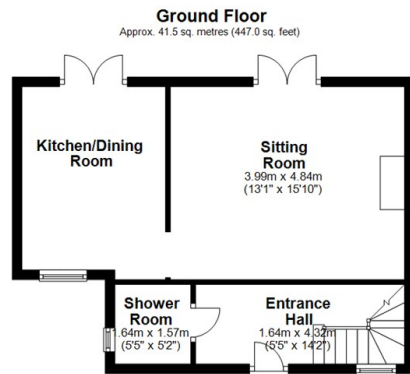 Ground Floor
Approx. 41.5 sq. metres (447.0 sq. feet)
Kitchen/Dining
Room
Sitting
Room
3.99m x 4.84m
(13'1" x 15'10")
Shower
Room
1.64m x 1.57m
(5'5" x 5'2")
Entrance
Hall
1.64m x 4.32m
(5'5" x 14'2")